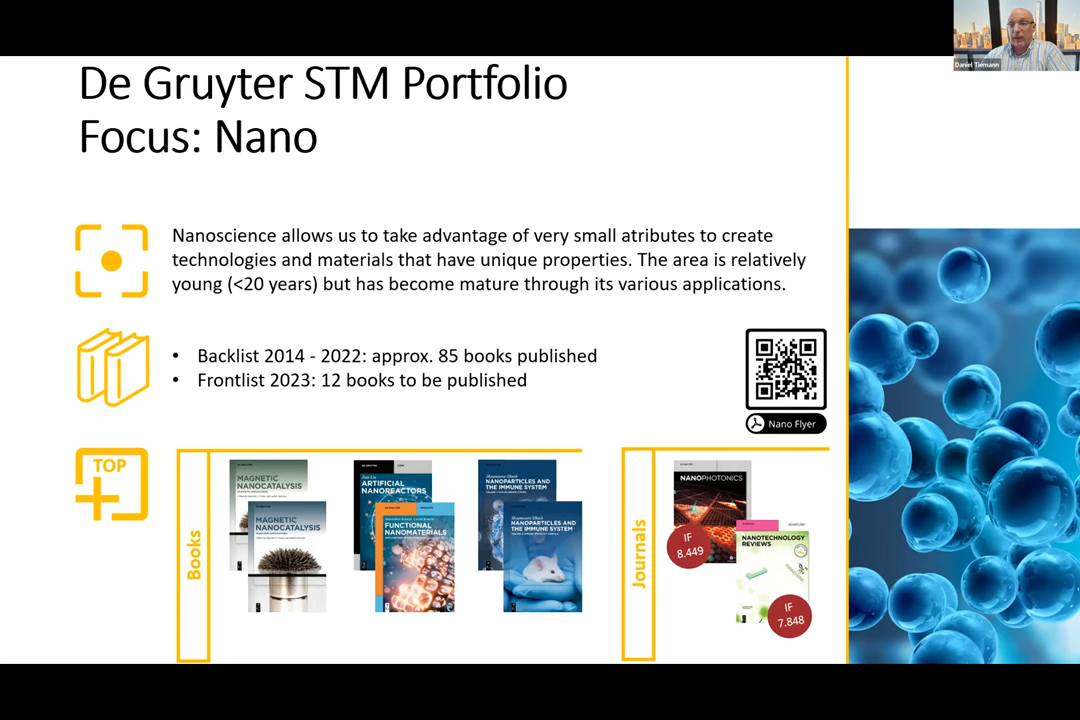 Daniel Tiemann
De Gruyter STM Portfolio
Focus: Nano
Nanoscience allows us to take advantage of very small atributes to create
technologies and materials that have unique properties. The area is relatively
young (<20 years) but has become mature through its various applications.
• Backlist 2014 - 2022: approx. 85 books published
• Frontlist 2023: 12 books to be published
Nano Flyer
TOP
Books
MAGNETIC
NANOCATALYSIS
MAGNETIC
NANOCATALYSIS
ARTIFICIAL
NANOREACTORS
FUNCTIONAL
NANOMATERIALS
NANOPARTICLES AND
THE IMMUNE SYSTEM
NANOPARTICLES AND
THE IMMUNE SYSTEM
Journals
NANOPHOTONICS
IF
8.449
NANOTECHNOLOGY
REVIEWS
IF
7.848